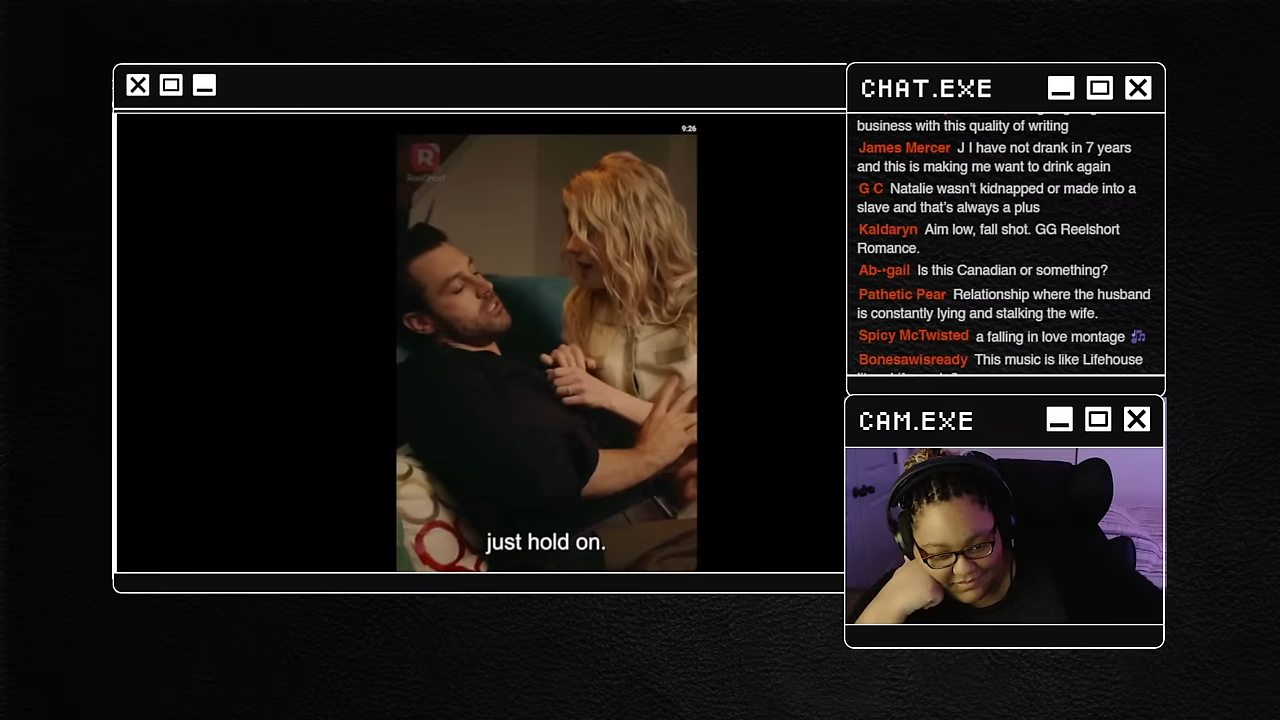 9:26
R
just hold on.
CHAT.EXE
business with this quality of writing
James Mercer J I have not drank in 7 years
and this is making me want to drink again
G C Natalie wasn't kidnapped or made into a
slave and that's always a plus
Kaldaryn Aim low, fall shot. GG Reelshort
Romance.
Ab-•gail Is this Canadian or something?
Pathetic Pear Relationship where the husband
is constantly lying and stalking the wife.
Spicy McTwisted a falling in love montage 🎶
Bonesawisready This music is like Lifehouse
CAM.EXE